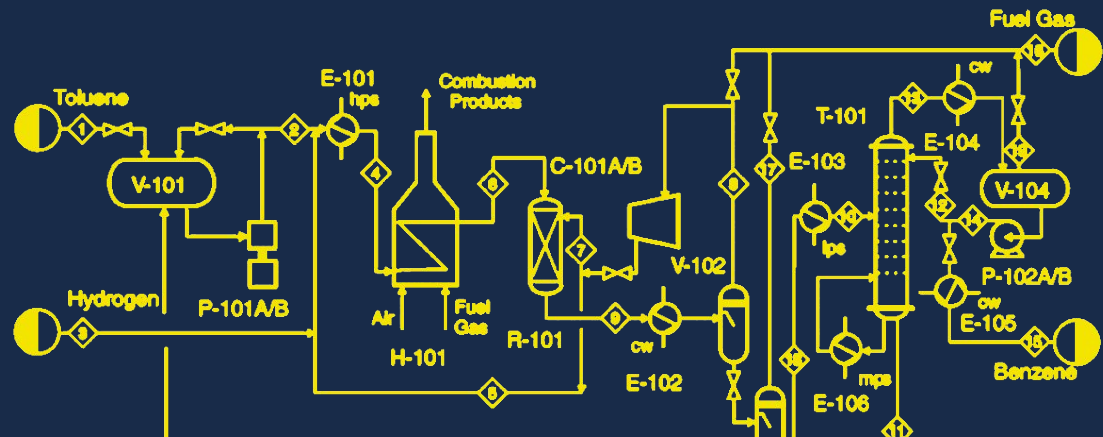 Fuel Gas
16
cw
E-101
hps
Combustion
Products
13
T-101
Toluene
1
2
E-104
4
6
C-101A/B
E-103
8
17
19
V-101
V-104
10
12
14
lps
7
V-102
P-102A/B
Hydrogen
P-101A/B
3
Air
Fuel
Gas
9
R-101
H-101
cw
E-102
18
cw
E-105
15
Benzene
mps
E-106
5
11